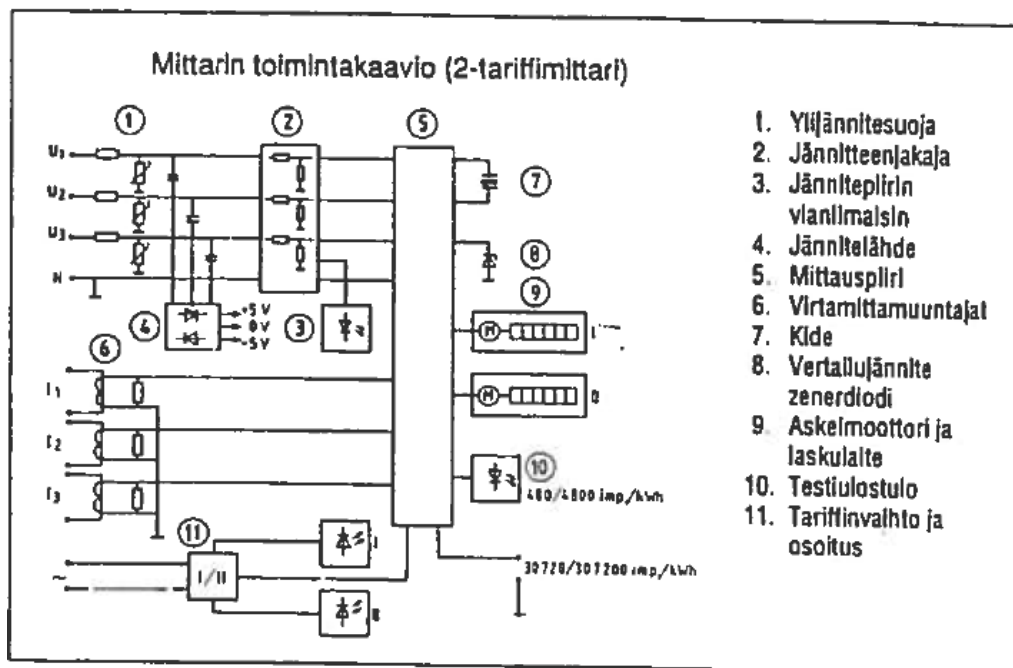 Mittarin toimintakaavio (2-tariffimittari)
1 2 5
U1
U2
U3
N
7
8
9
4 +5 V
0 V
-5 V
3
M I
6
I1
M II
I2
10
480/4800 imp./kWh
I3
11
I
I/II
~
30720/307200 imp./kWh
II
1. Ylijännitesuoja
2. Jännitteenjakaja
3. Jännitepiirin
vianilmaisin
4. Jännitelähde
5. Mittauspiiri
6. Virtamittamuuntajat
7. Kide
8. Vertailujännite
zenerdiodi
9. Askelmoottori ja
laskulaite
10. Testiulostulo
11. Tariffinvaihto ja
osoitus